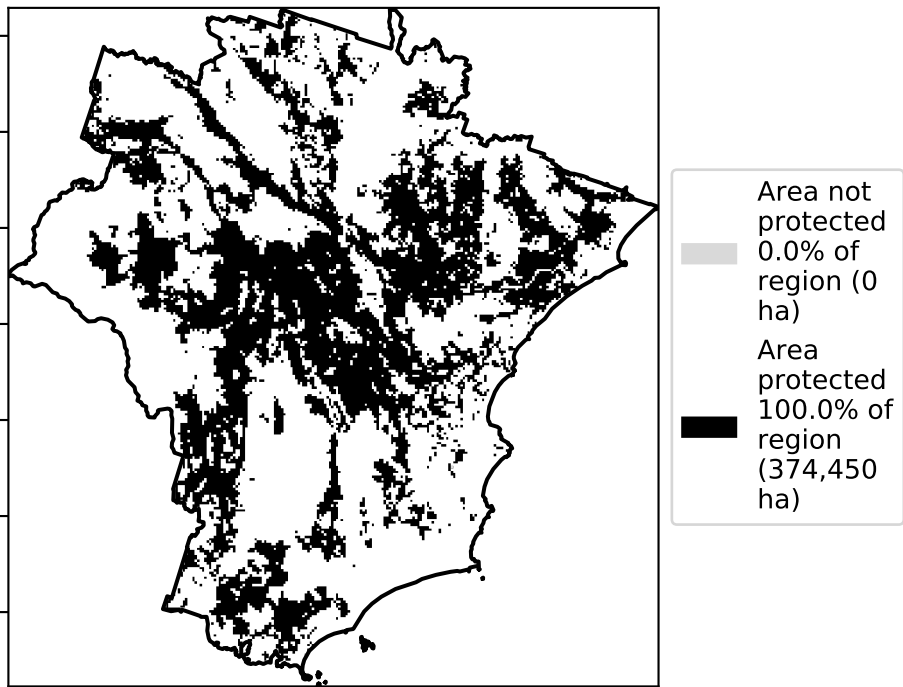 Area not
protected
0.0% of
region (0
ha)
Area
protected
100.0% of
region
(374,450
ha)